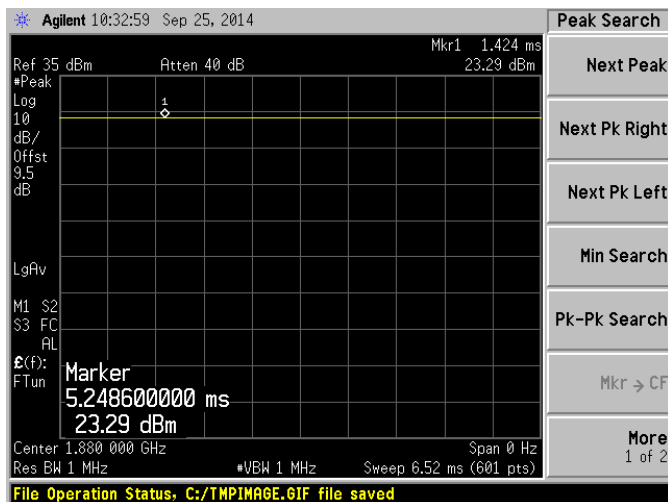 Agilent 10:32:59 Sep 25, 2014
Peak Search
Mkr1 1.424 ms
Ref 35 dBm Atten 40 dB 23.29 dBm
#Peak
Log
10
dB/
Offst
9.5
dB
1
LgAv
M1 S2
S3 FC
AL
£(f):
FTun
Marker
5.248600000 ms
23.29 dBm
Center 1.880 000 GHz Span 0 Hz
Res BW 1 MHz #VBW 1 MHz Sweep 6.52 ms (601 pts)
File Operation Status, C:/TMPIMAGE.GIF file saved
Next Peak
Next Pk Right
Next Pk Left
Min Search
Pk-Pk Search
Mkr → CF
More
1 of 2